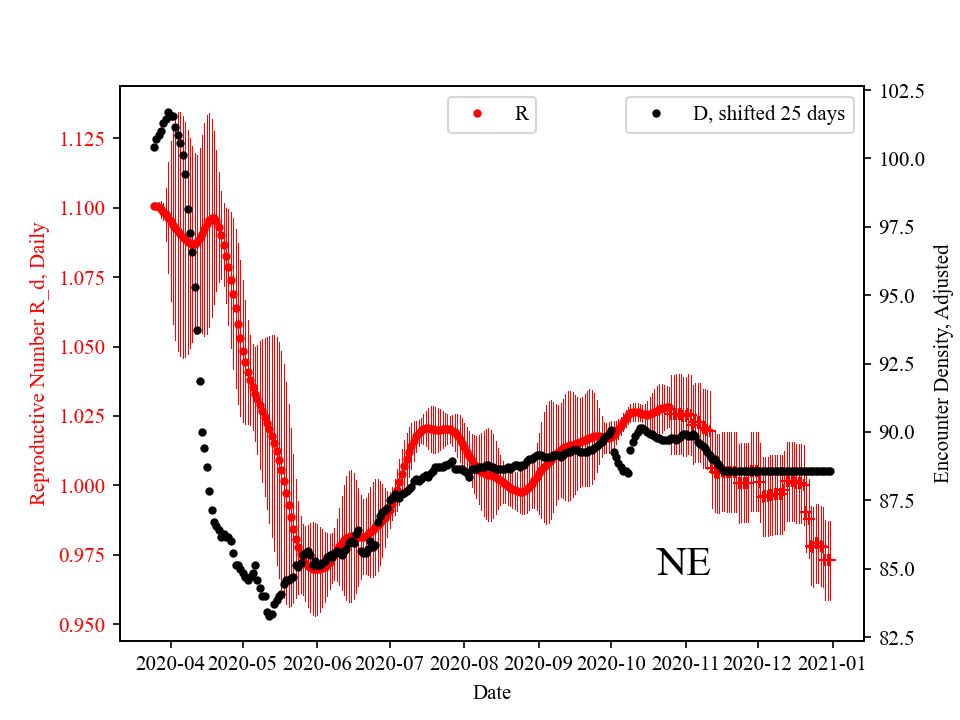 R
D, shifted 25 days
1.125
1.100
1.075
1.050
1.025
1.000
0.975
0.950
Reproductive Number R_d, Daily
102.5
100.0
97.5
95.0
92.5
90.0
87.5
85.0
82.5
Encounter Density, Adjusted
NE
2020-04 2020-05 2020-06 2020-07 2020-08 2020-09 2020-10 2020-11 2020-12 2021-01
Date